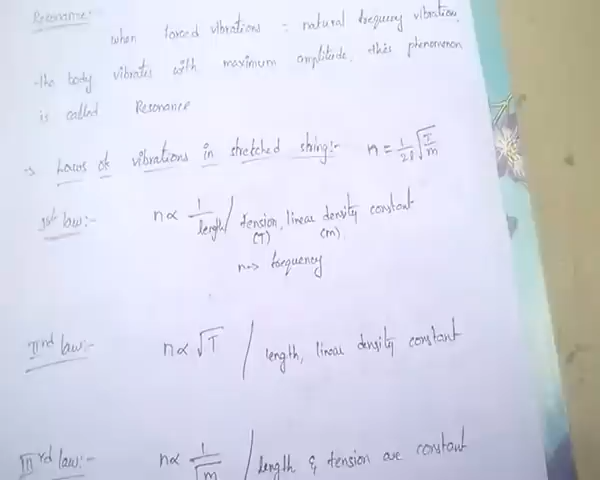 Resonance:-
when forced vibrations = natural frequency vibration,
the body vibrates with maximum amplitude. this phenomenon
is called Resonance
→ Laws of vibrations in stretched string:- n = 1/2l √T/m
Ist law:- n ∝ 1/length / tension, linear density constant
(T) (m)
n→ frequency
IInd law:- n ∝ √T / length, linear density constant
IIIrd law:- n ∝ 1/√m / length & tension are constant